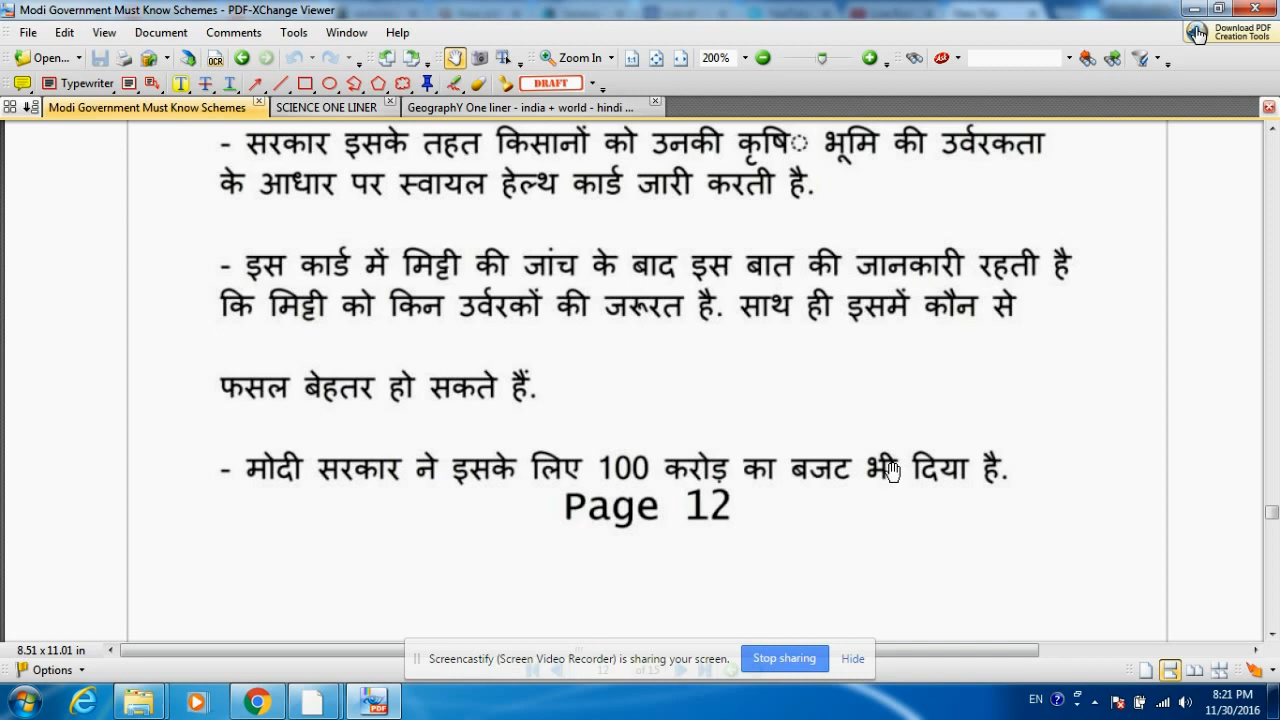 Modi Government Must Know Schemes - PDF-XChange Viewer
File Edit View Document Comments Tools Window Help
Download PDF
Creation Tools
Open... OCR Zoom In 200%
Typewriter DRAFT
Modi Government Must Know Schemes SCIENCE ONE LINER GeographY One liner - india + world - hindi ...
- सरकार इसके तहत किसानों को उनकी कृषि◌ भूमि की उर्वरकता
के आधार पर स्वायल हेल्थ कार्ड जारी करती है.
- इस कार्ड में मिट्टी की जांच के बाद इस बात की जानकारी रहती है
कि मिट्टी को किन उर्वरकों की जरूरत है. साथ ही इसमें कौन से
फसल बेहतर हो सकते हैं.
- मोदी सरकार ने इसके लिए 100 करोड़ का बजट भी दिया है.
Page 12
8.51 x 11.01 in
Screencastify (Screen Video Recorder) is sharing your screen. Stop sharing Hide
Options 12 of 15
EN 8:21 PM
11/30/2016